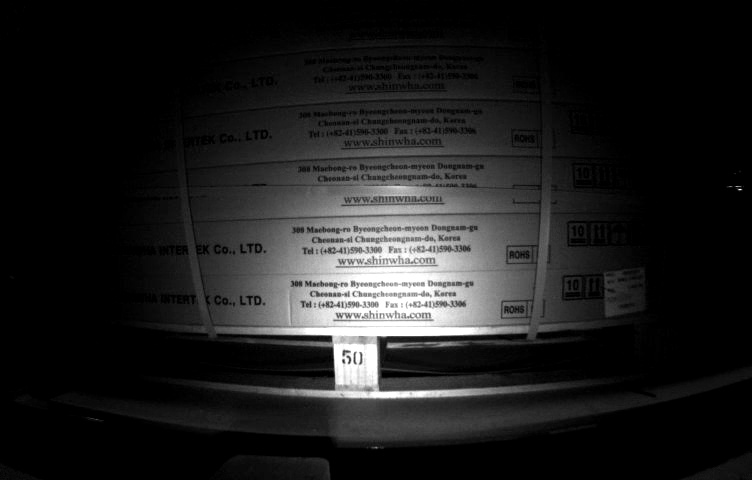 308 Maebong-ro Byeongcheon-myeon Dongnam-gu
Cheonan-si Chungcheongnam-do, Korea
Tel : (+82-41)590-3300 Fax : (+82-41)590-3306
www.shinwha.com
Co., LTD.
ROHS
308 Maebong-ro Byeongcheon-myeon Dongnam-gu
Cheonan-si Chungcheongnam-do, Korea
Tel : (+82-41)590-3300 Fax : (+82-41)590-3306
www.shinwha.com
INTERTEK Co., LTD.
ROHS
308 Maebong-ro Byeongcheon-myeon Dongnam-gu
Cheonan-si Chungcheongnam-do, Korea
10
www.shinwha.com
308 Maebong-ro Byeongcheon-myeon Dongnam-gu
Cheonan-si Chungcheongnam-do, Korea
Tel : (+82-41)590-3300 Fax : (+82-41)590-3306
www.shinwha.com
INTERTEK Co., LTD.
ROHS
10
308 Maebong-ro Byeongcheon-myeon Dongnam-gu
Cheonan-si Chungcheongnam-do, Korea
Tel : (+82-41)590-3300 Fax : (+82-41)590-3306
www.shinwha.com
INTERTEK Co., LTD.
ROHS
10
50